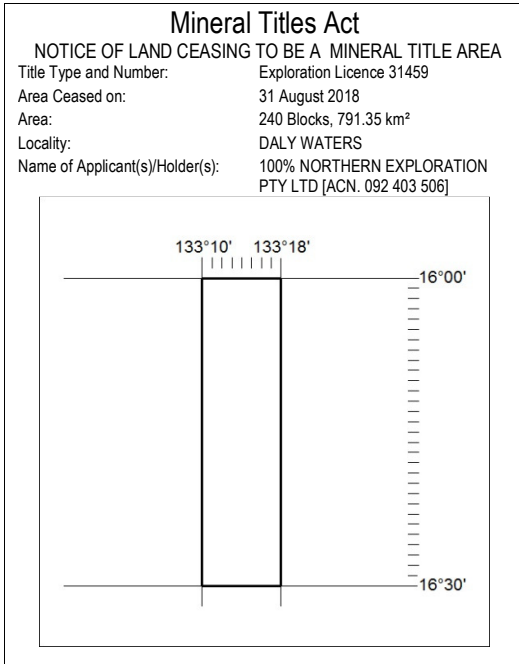 Mineral Titles Act
NOTICE OF LAND CEASING TO BE A MINERAL TITLE AREA
Title Type and Number: Exploration Licence 31459
Area Ceased on: 31 August 2018
Area: 240 Blocks, 791.35 km²
Locality: DALY WATERS
Name of Applicant(s)/Holder(s): 100% NORTHERN EXPLORATION
PTY LTD [ACN. 092 403 506]
133°10' 133°18'
16°00'
16°30'